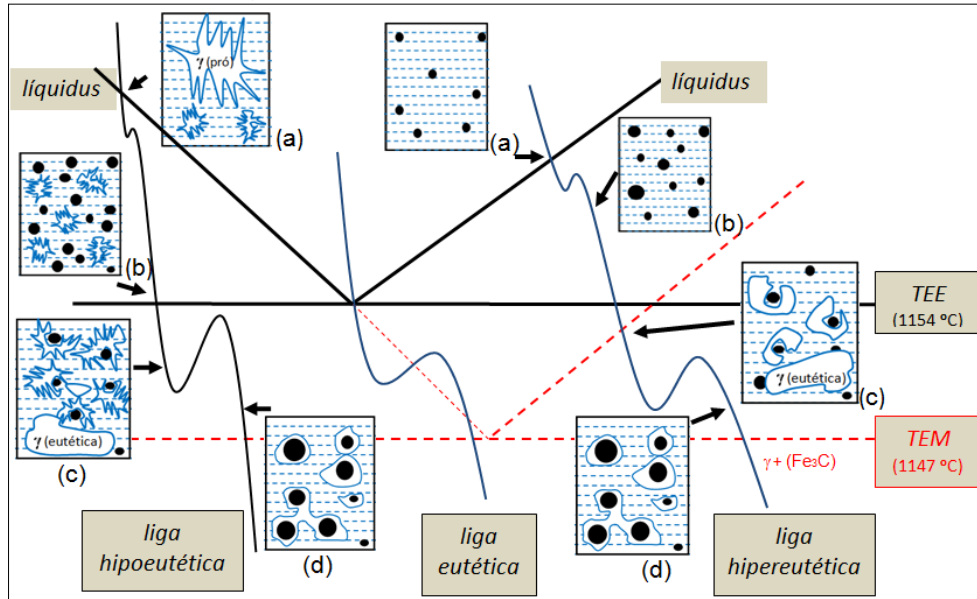 líquidus
γ (pró)
(a)
(a)
líquidus
(b)
(b)
TEE
(1154 ºC)
γ (eutética)
(c)
γ (eutética)
(c)
TEM
(1147 ºC)
γ + (Fe₃C)
(d)
(d)
liga
hipoeutética
liga
eutética
liga
hipereutética